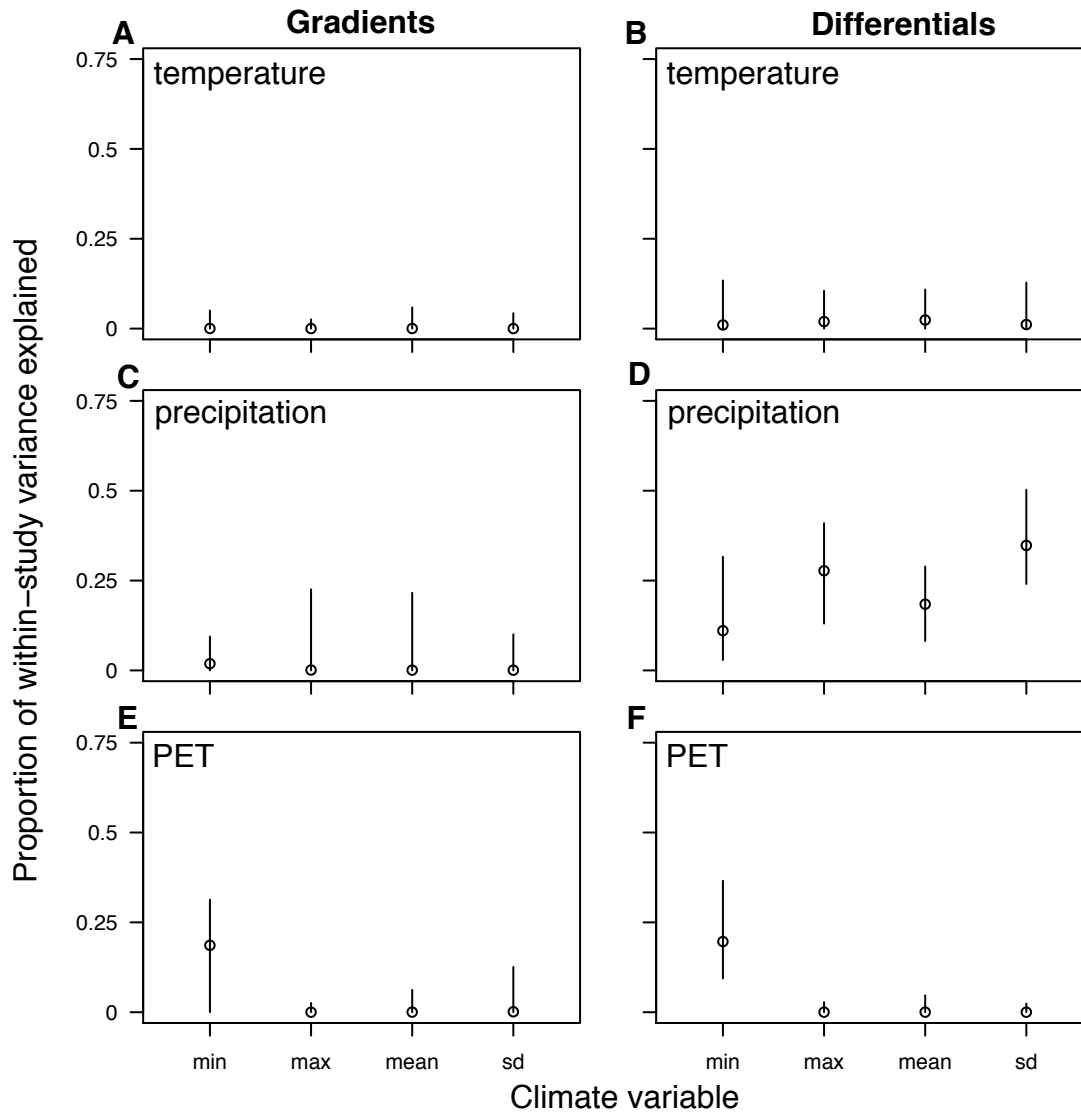 A Gradients B Differentials
temperature temperature
0.75
0.5
0.25
0
C D
precipitation precipitation
0.75
0.5
0.25
0
E F
PET PET
0.75
0.5
0.25
0
min max mean sd min max mean sd
Climate variable
Proportion of within−study variance explained